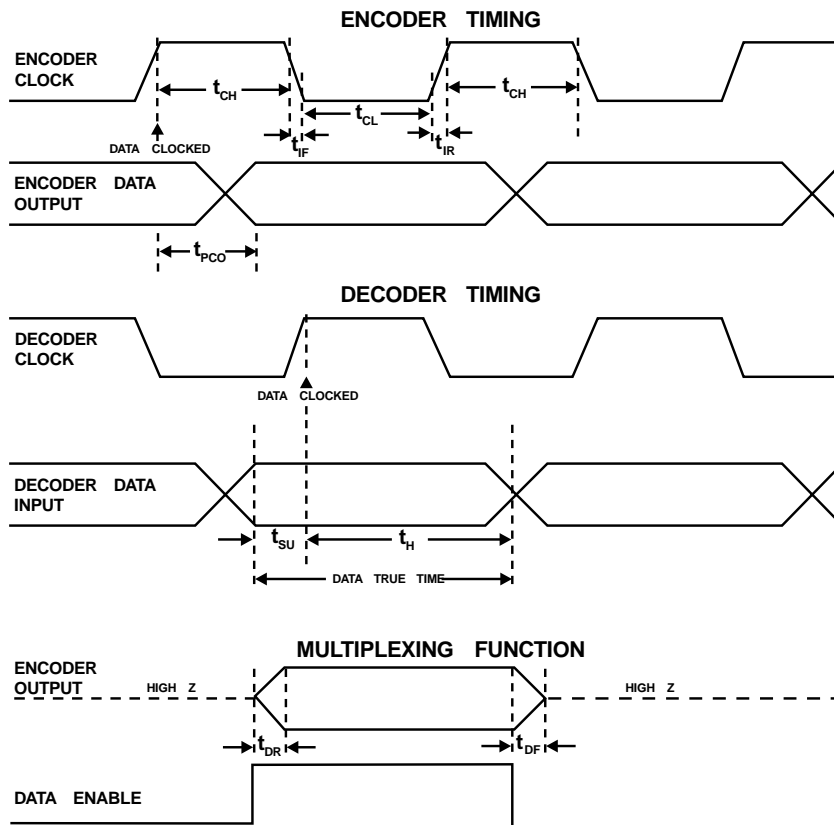 ENCODER TIMING
ENCODER
CLOCK
tCH
tCL
tCH
tIF
tIR
DATA CLOCKED
ENCODER DATA
OUTPUT
tPCO
DECODER TIMING
DECODER
CLOCK
DATA CLOCKED
DECODER DATA
INPUT
tSU
tH
DATA TRUE TIME
MULTIPLEXING FUNCTION
ENCODER
OUTPUT
HIGH Z
HIGH Z
tDR
tDF
DATA ENABLE